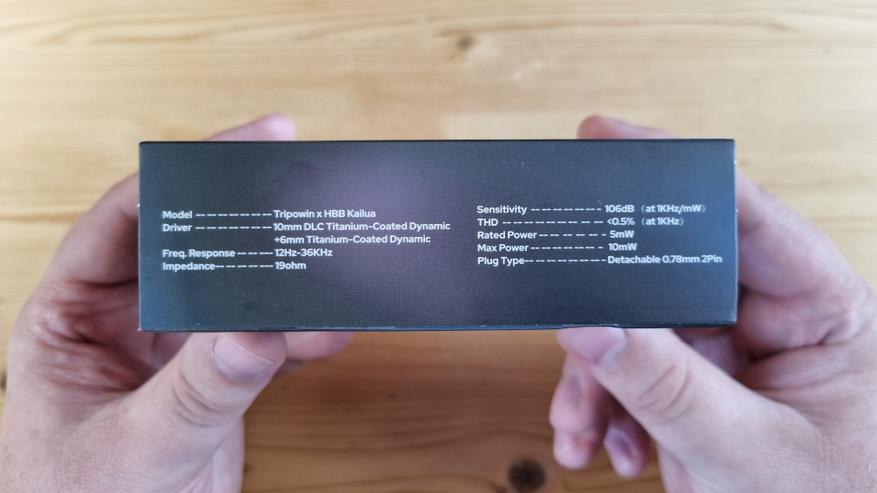 Model ------------ Tripowin x HBB Kailua
Driver ------------- 10mm DLC Titanium-Coated Dynamic
+6mm Titanium-Coated Dynamic
Freq. Response ------ 12Hz-36KHz
Impedance---------- 19ohm
Sensitivity ------------ 106dB (at 1KHz/mW)
THD ---------------- <0.5% (at 1KHz)
Rated Power ---------- 5mW
Max Power ----------- 10mW
Plug Type------------- Detachable 0.78mm 2Pin